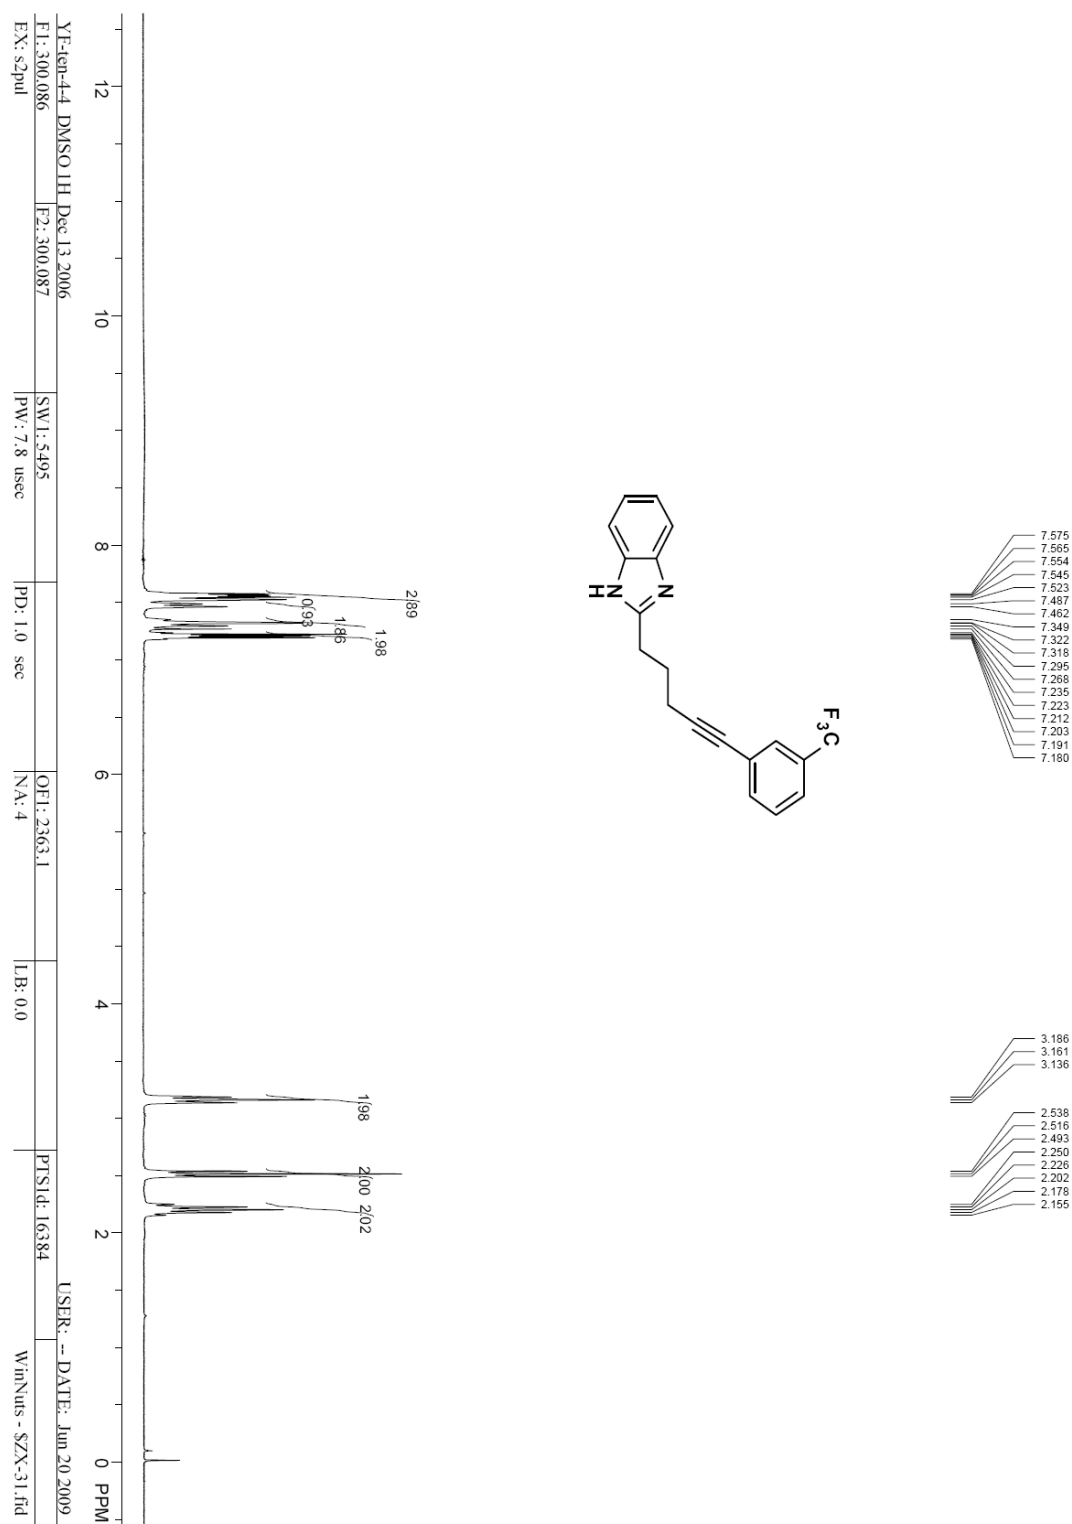 7.575
7.565
7.554
7.545
7.523
7.487
7.462
7.349
7.322
7.318
7.295
7.268
7.235
7.223
7.212
7.203
7.191
7.180
3.186
3.161
3.136
2.538
2.516
2.493
2.250
2.226
2.202
2.178
2.155
F3C
N
N
H
2.89
0.93
1.86
1.98
1.98
2.00
2.02
12
10
8
6
4
2
0
PPM
YF-ten-4-4 DMSO 1H Dec 13 2006
USER: -- DATE: Jun 20 2009
F1: 300.086
F2: 300.087
SW1: 5495
OF1: 2363.1
PTS1d: 16384
EX: s2pul
PW: 7.8 usec
PD: 1.0 sec
NA: 4
LB: 0.0
WinNuts - $ZX-31.fid